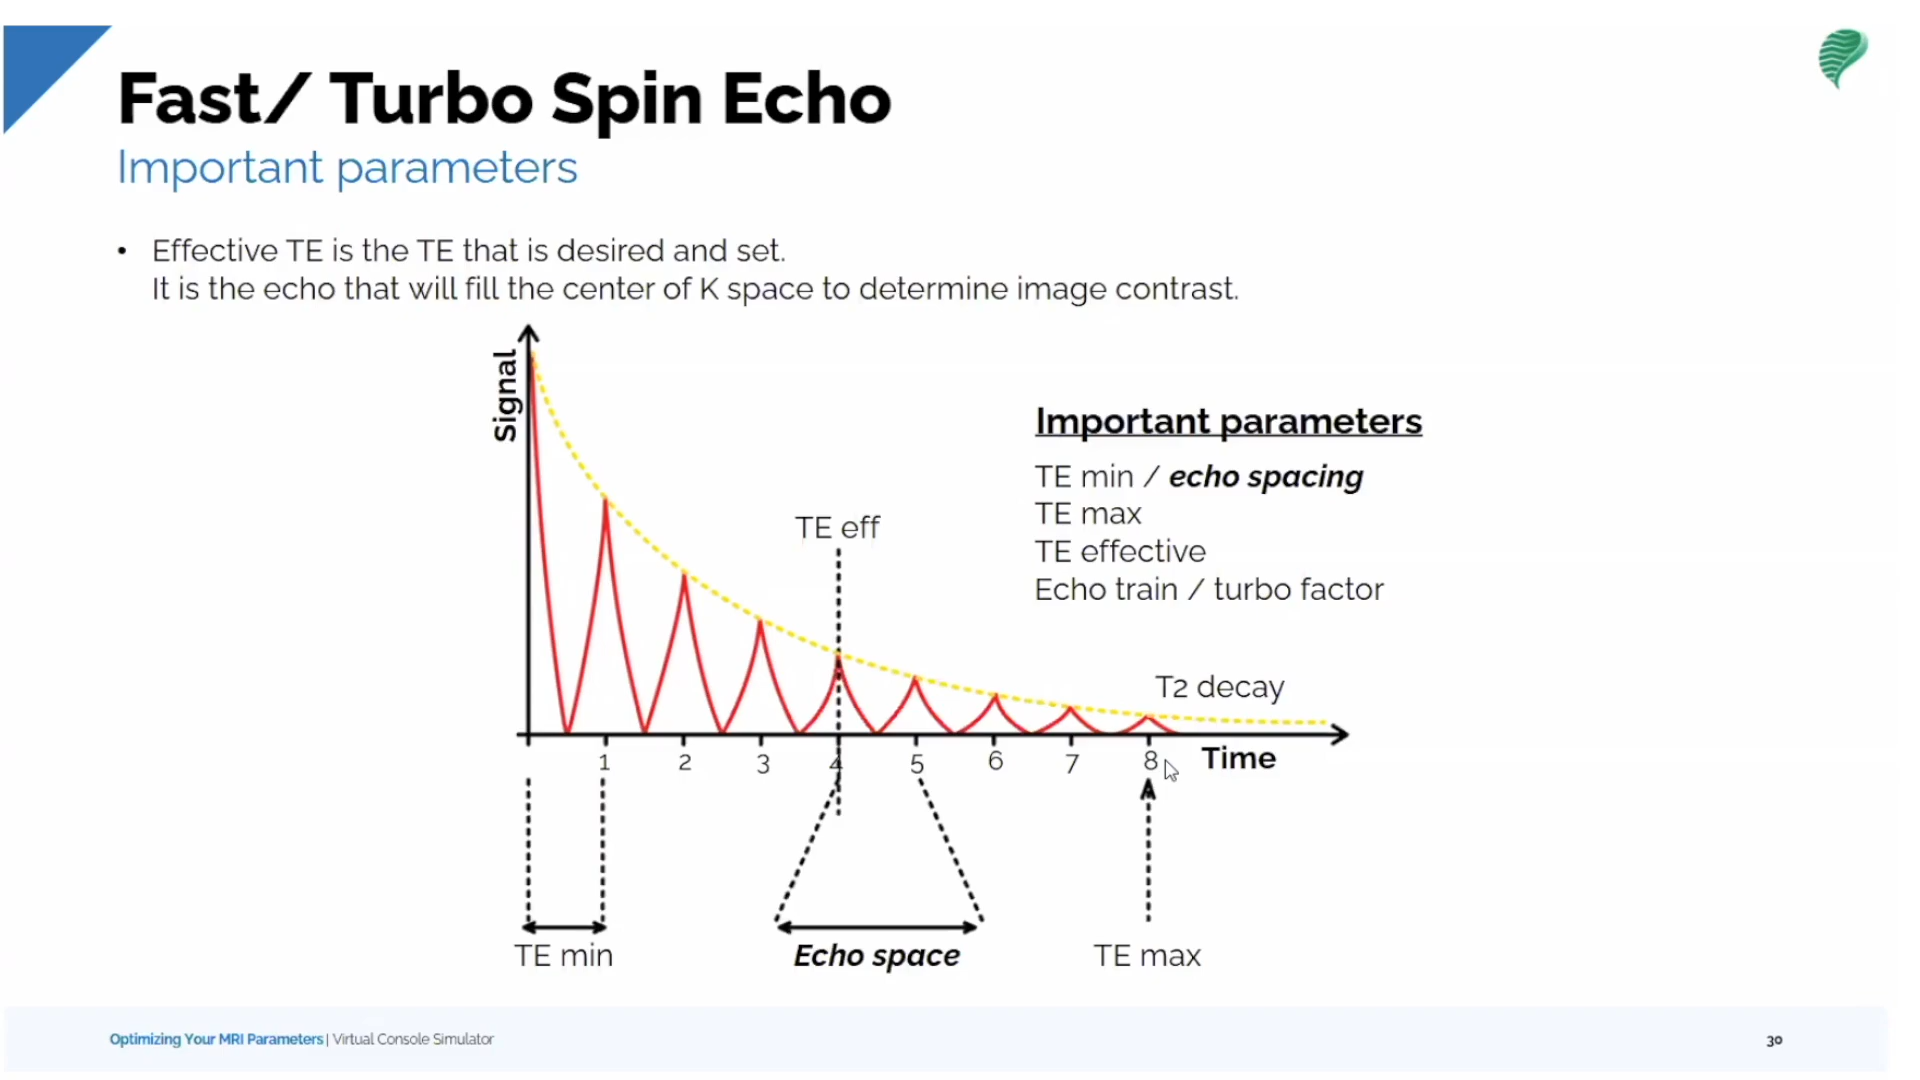 Fast/ Turbo Spin Echo
Important parameters
• Effective TE is the TE that is desired and set.
It is the echo that will fill the center of K space to determine image contrast.
Signal
Important parameters
TE min / echo spacing
TE max
TE effective
Echo train / turbo factor
TE eff
T2 decay
1 2 3 4 5 6 7 8 Time
TE min Echo space TE max
Optimizing Your MRI Parameters | Virtual Console Simulator 30